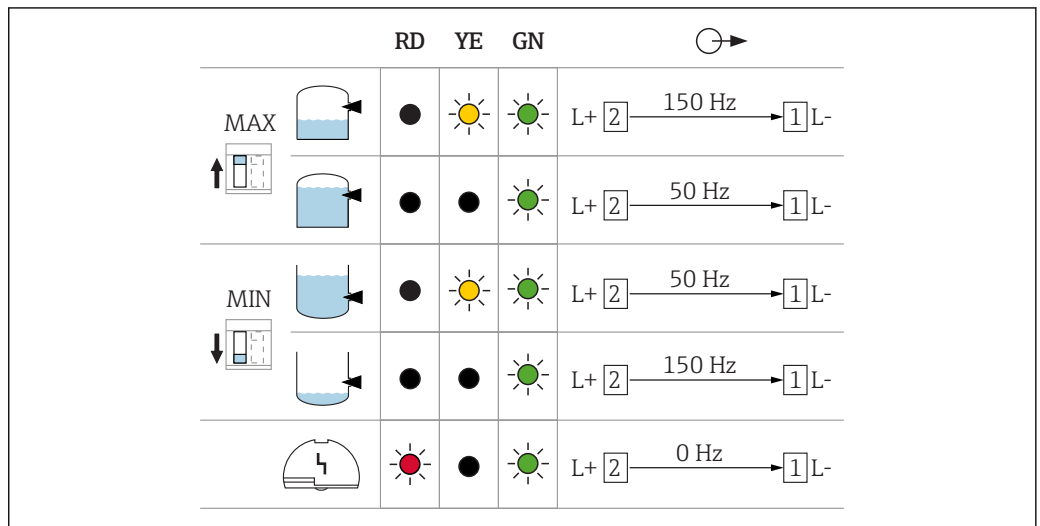 RD YE GN
MAX
L+ 2 150 Hz 1 L-
L+ 2 50 Hz 1 L-
MIN
L+ 2 50 Hz 1 L-
L+ 2 150 Hz 1 L-
L+ 2 0 Hz 1 L-